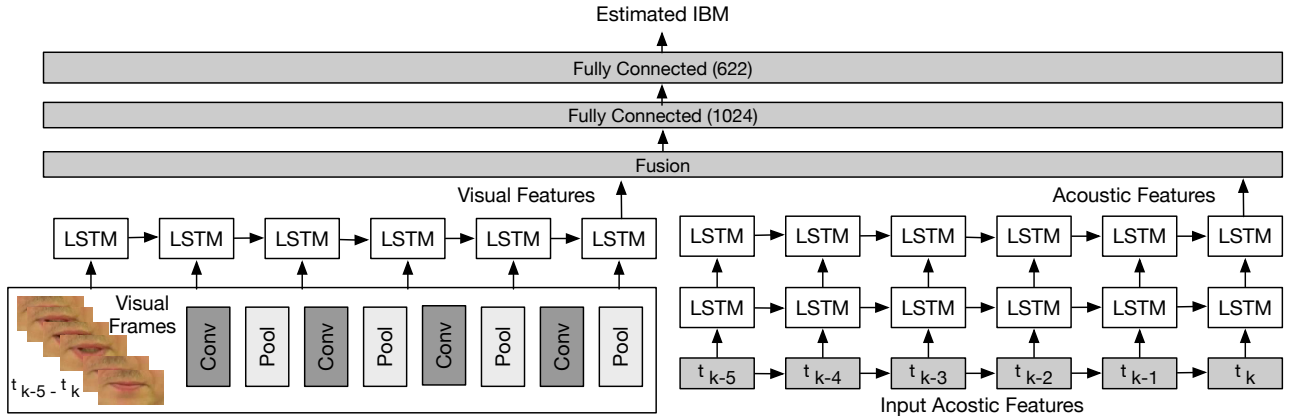 Estimated IBM
Fully Connected (622)
Fully Connected (1024)
Fusion
Visual Features
Acoustic Features
LSTM LSTM LSTM LSTM LSTM LSTM
LSTM LSTM LSTM LSTM LSTM LSTM
Visual
Frames
Conv Pool Conv Pool Conv Pool Conv Pool
t k-5 - t k
LSTM LSTM LSTM LSTM LSTM LSTM
t k-5 t k-4 t k-3 t k-2 t k-1 t k
Input Acostic Features